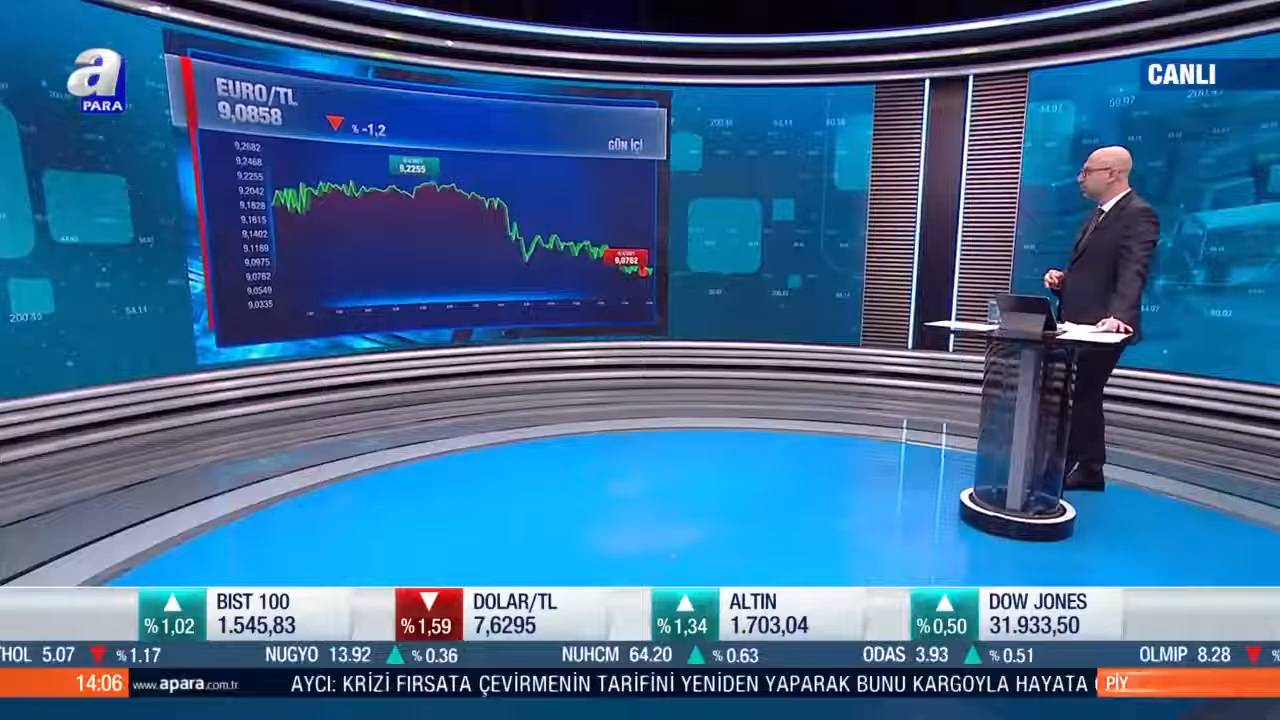 a
PARA
CANLI
EURO/TL
9,0858
% -1,2
GÜN İÇİ
9,2682
9,2468
9,2255
9,2042
9,1828
9,1615
9,1402
9,1189
9,0975
9,0762
9,0549
9,0335
9,2255
9,0762
BIST 100
%1,02 1.545,83
DOLAR/TL
%1,59 7,6295
ALTIN
%1,34 1.703,04
DOW JONES
%0,50 31.933,50
THOL 5.07 %1.17 NUGYO 13.92 %0.36 NUHCM 64.20 %0.63 ODAS 3.93 %0.51 OLMIP 8.28
14:06 www.apara.com.tr AYCI: KRİZİ FIRSATA ÇEVİRMENİN TARİFİNİ YENİDEN YAPARAK BUNU KARGOYLA HAYATA PİY